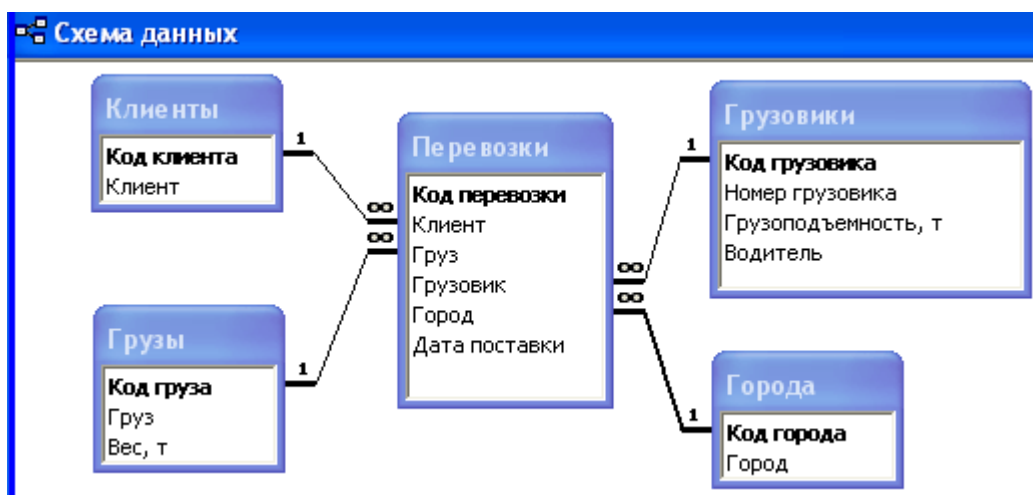 Схема данных
Клиенты
Код клиента
Клиент
1
Перевозки
Код перевозки
Клиент
Груз
Грузовик
Город
Дата поставки
∞
∞
∞
∞
Грузовики
Код грузовика
Номер грузовика
Грузоподъемность, т
Водитель
1
Грузы
Код груза
Груз
Вес, т
1
Города
Код города
Город
1